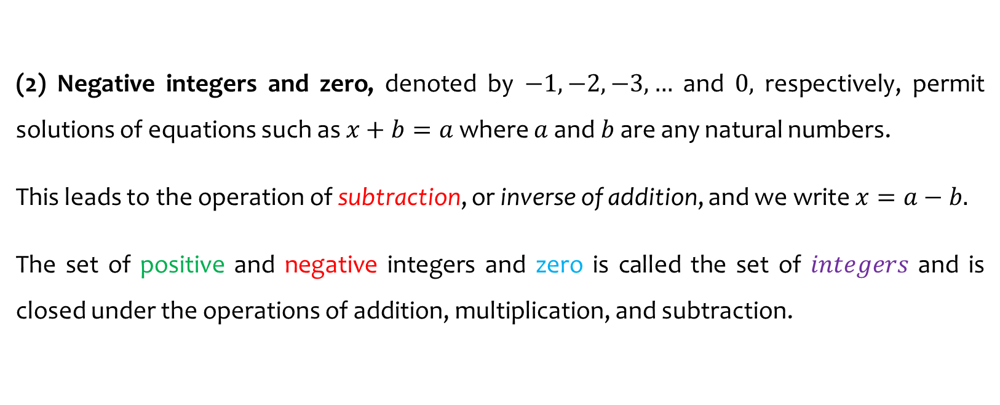 (2) Negative integers and zero, denoted by −1, −2, −3, … and 0, respectively, permit
solutions of equations such as x + b = a where a and b are any natural numbers.
This leads to the operation of subtraction, or inverse of addition, and we write x = a − b.
The set of positive and negative integers and zero is called the set of integers and is
closed under the operations of addition, multiplication, and subtraction.